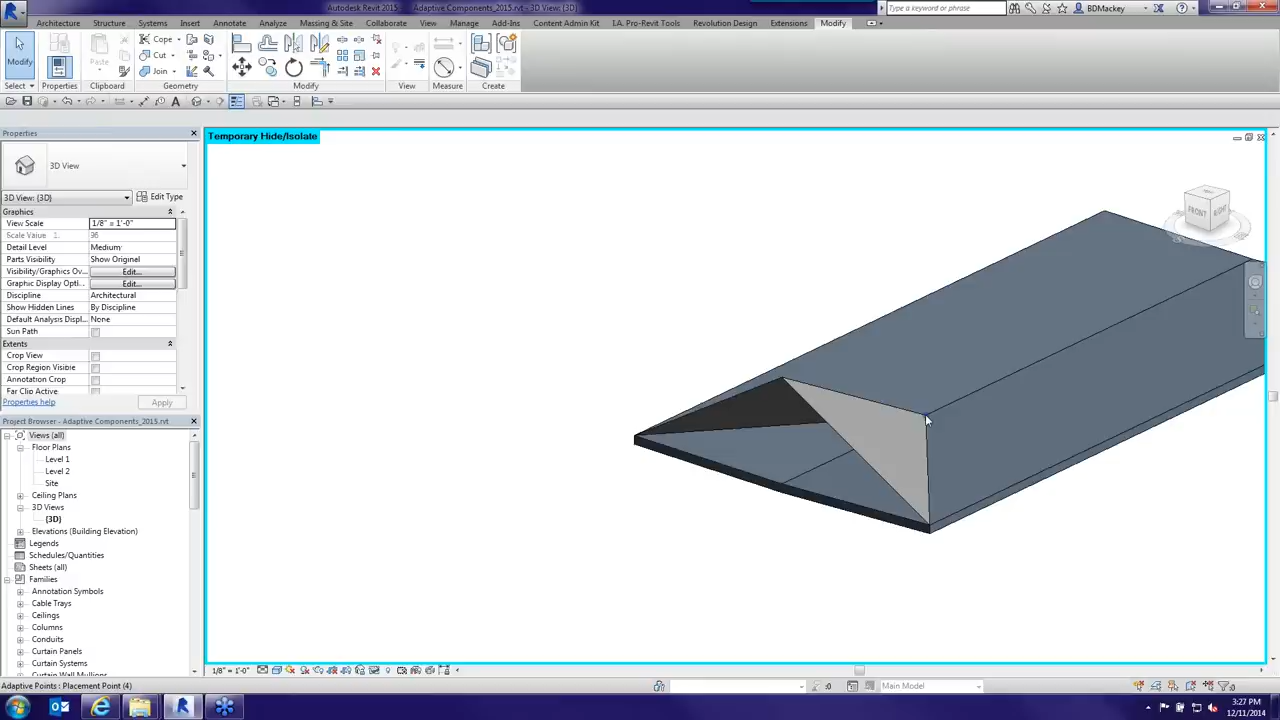 Autodesk Revit 2015 - Adaptive Components_2015.rvt - 3D View: {3D}
Type a keyword or phrase
BDMackey
Architecture Structure Systems Insert Annotate Analyze Massing & Site Collaborate View Manage Add-Ins Content Admin Kit I.A. Pro-Revit Tools Revolution Design Extensions Modify
Modify
Paste
Cope
Cut
Join
Select Properties Clipboard Geometry Modify View Measure Create
Properties
3D View
3D View: {3D}
Edit Type
Graphics
View Scale 1/8" = 1'-0"
Scale Value 1: 96
Detail Level Medium
Parts Visibility Show Original
Visibility/Graphics Ov... Edit...
Graphic Display Opti... Edit...
Discipline Architectural
Show Hidden Lines By Discipline
Default Analysis Displ... None
Sun Path
Extents
Crop View
Crop Region Visible
Annotation Crop
Far Clip Active
Properties help
Apply
Project Browser - Adaptive Components_2015.rvt
Views (all)
Floor Plans
Level 1
Level 2
Site
Ceiling Plans
3D Views
{3D}
Elevations (Building Elevation)
Legends
Schedules/Quantities
Sheets (all)
Families
Annotation Symbols
Cable Trays
Ceilings
Columns
Conduits
Curtain Panels
Curtain Systems
Curtain Wall Mullions
Temporary Hide/Isolate
FRONT
RIGHT
1/8" = 1'-0"
Adaptive Points : Placement Point (4)
:0
Main Model
:0
3:27 PM
12/11/2014